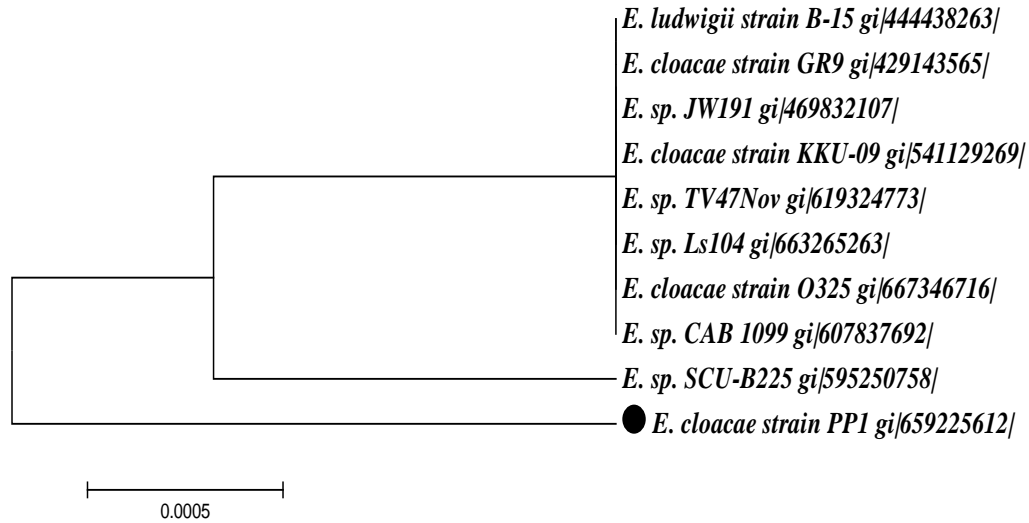 E. ludwigii strain B-15 gi|444438263|
E. cloacae strain GR9 gi|429143565|
E. sp. JW191 gi|469832107|
E. cloacae strain KKU-09 gi|541129269|
E. sp. TV47Nov gi|619324773|
E. sp. Ls104 gi|663265263|
E. cloacae strain O325 gi|667346716|
E. sp. CAB 1099 gi|607837692|
E. sp. SCU-B225 gi|595250758|
E. cloacae strain PP1 gi|659225612|
0.0005